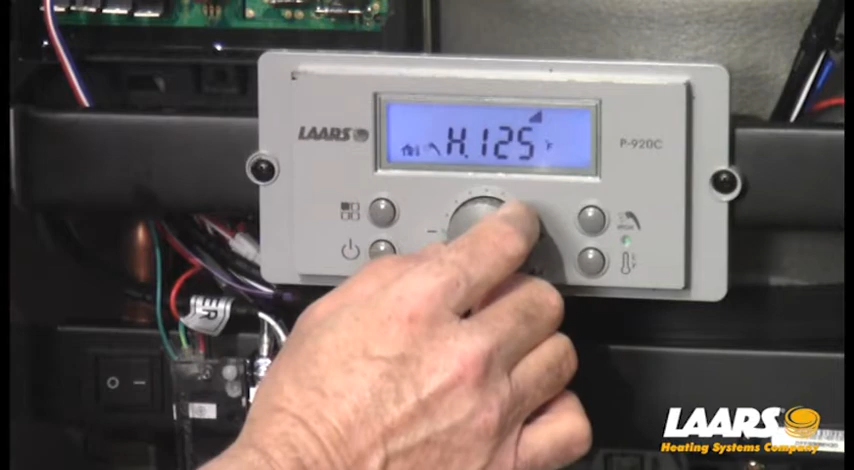 LAARS
H.125 °F
P-920C
LAARS
Heating Systems Company